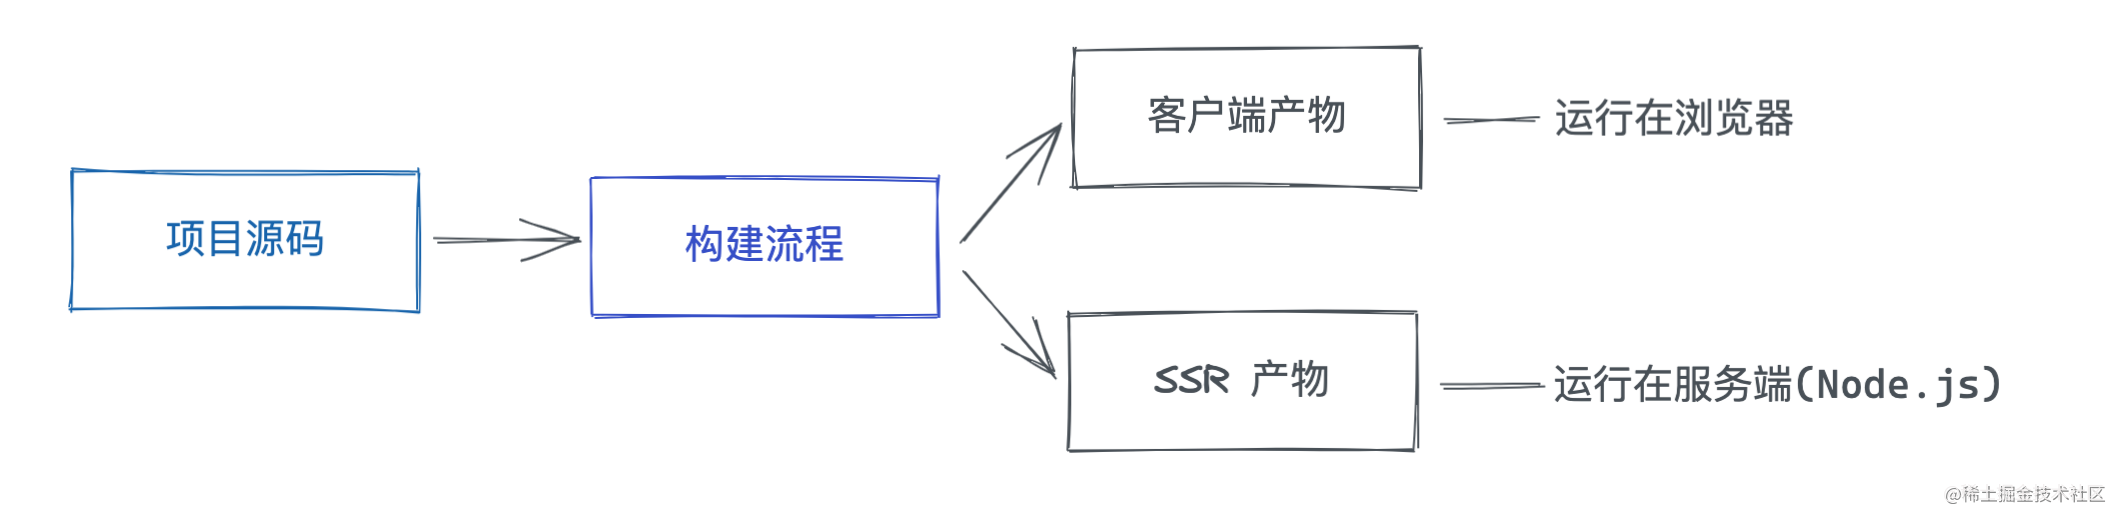 项目源码
构建流程
客户端产物
运行在浏览器
SSR 产物
运行在服务端(Node.js)
@稀土掘金技术社区